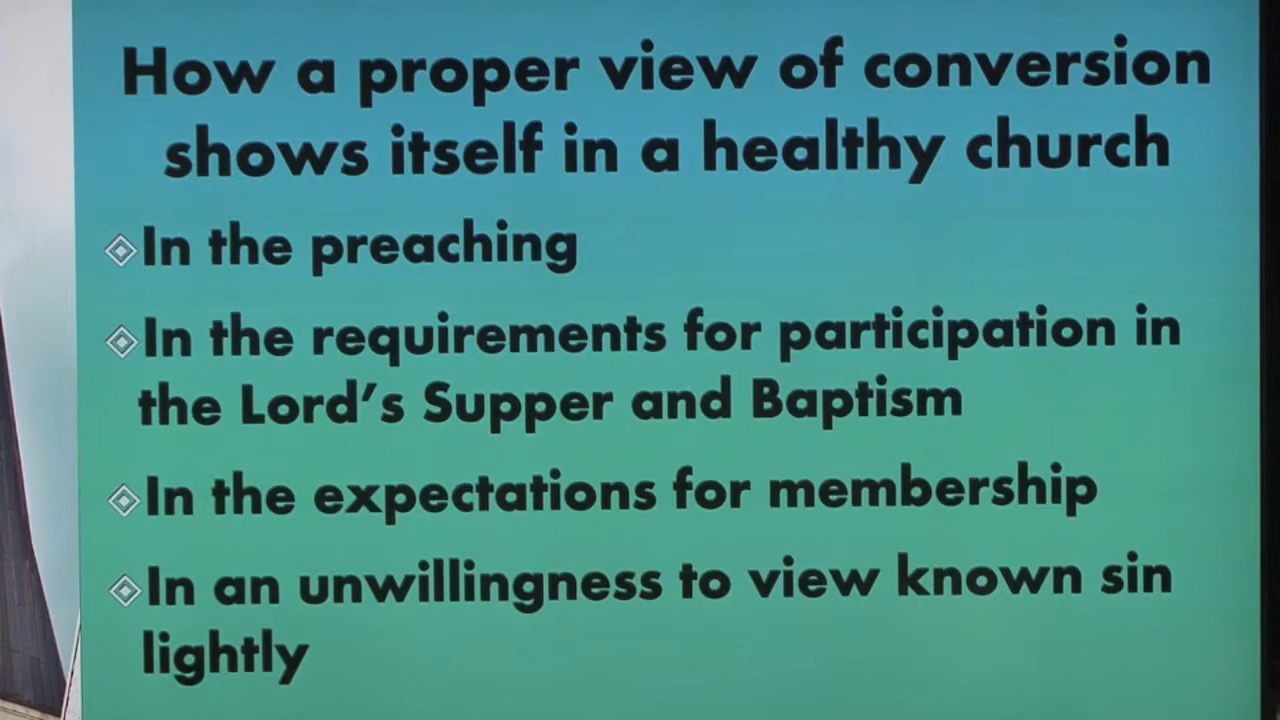 How a proper view of conversion
shows itself in a healthy church
In the preaching
In the requirements for participation in
the Lord's Supper and Baptism
In the expectations for membership
In an unwillingness to view known sin
lightly